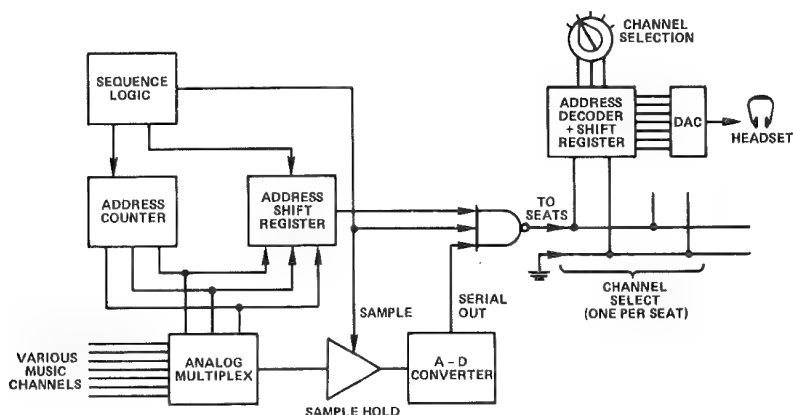 CHANNEL
SELECTION
SEQUENCE
LOGIC
ADDRESS
DECODER
+ SHIFT
REGISTER
DAC
HEADSET
ADDRESS
COUNTER
ADDRESS
SHIFT
REGISTER
TO
SEATS
CHANNEL
SELECT
(ONE PER SEAT)
SAMPLE
SERIAL
OUT
VARIOUS
MUSIC
CHANNELS
ANALOG
MULTIPLEX
A - D
CONVERTER
SAMPLE HOLD